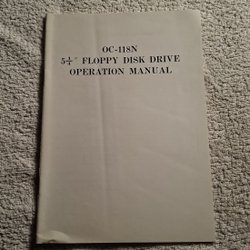 OC-118N
5¼" FLOPPY DISK DRIVE
OPERATION MANUAL